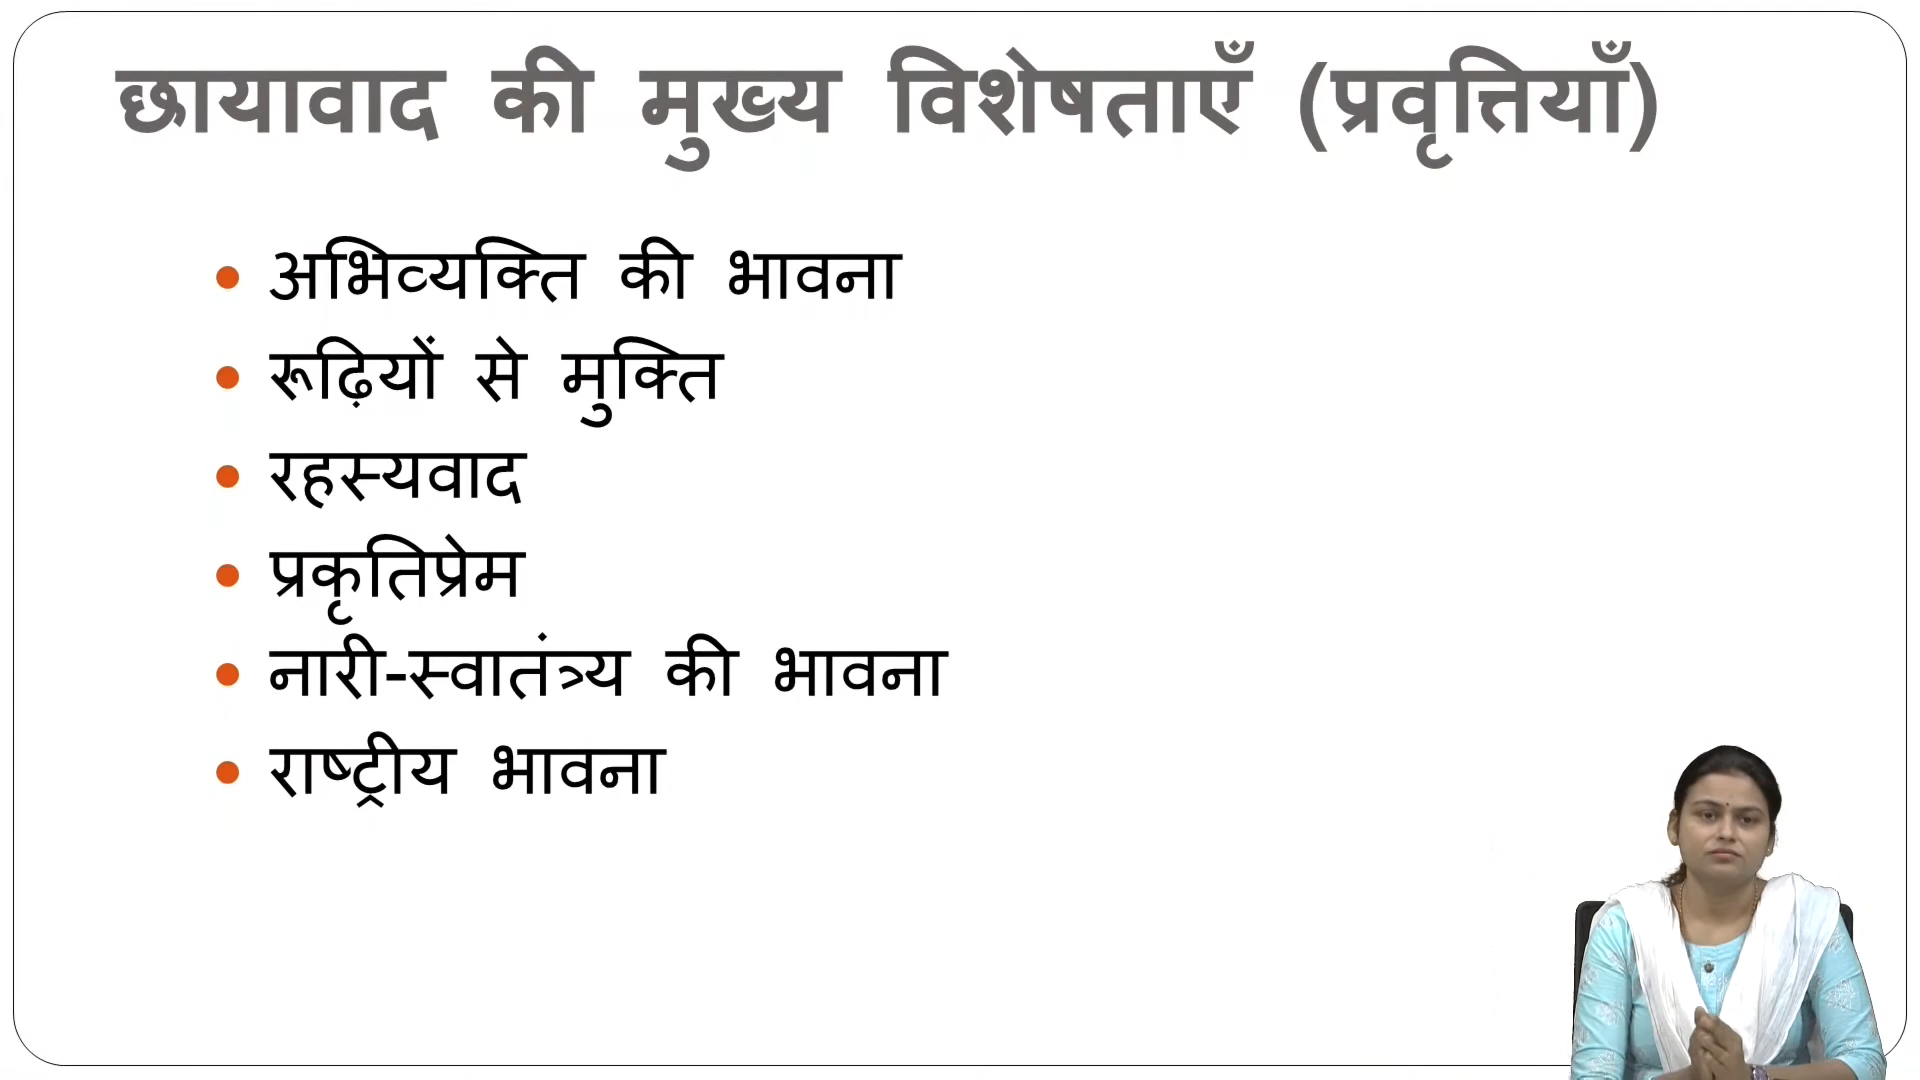 छायावाद की मुख्य विशेषताएँ (प्रवृत्तियाँ)
• अभिव्यक्ति की भावना
• रूढ़ियों से मुक्ति
• रहस्यवाद
• प्रकृतिप्रेम
• नारी-स्वातंत्र्य की भावना
• राष्ट्रीय भावना